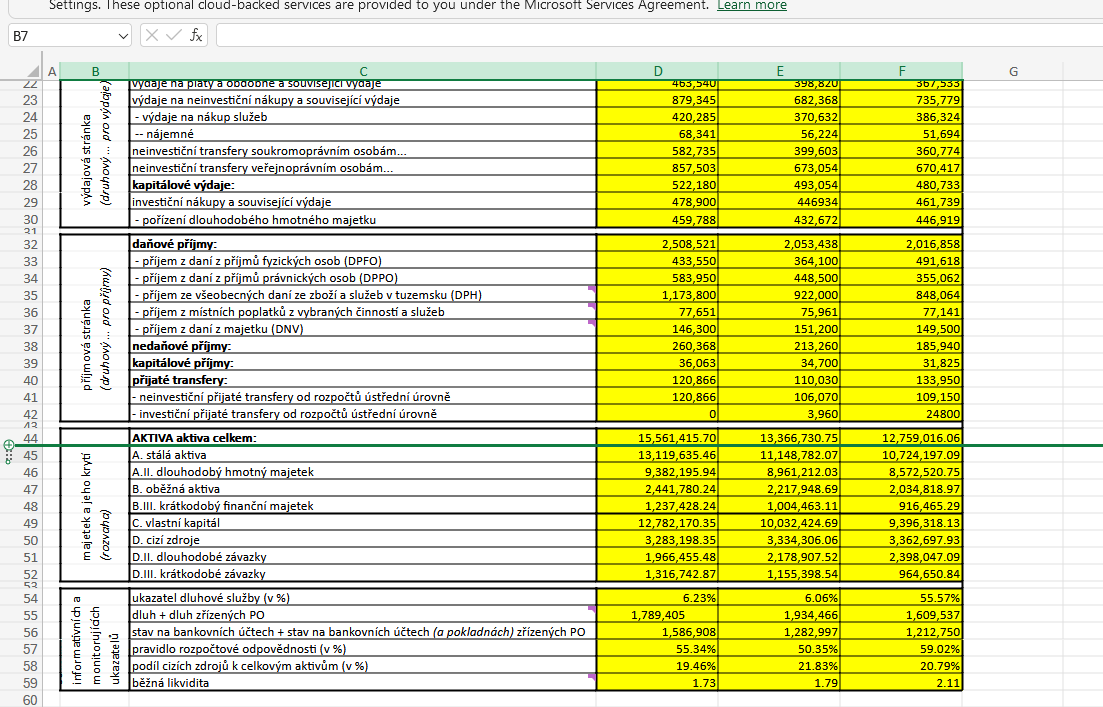 Settings. These optional cloud-backed services are provided to you under the Microsoft Services Agreement. Learn more
B7 fx
A B C D E F G
22 výdaje na platy a obdobné a související výdaje 463,540 398,820 367,533
23 výdaje na neinvestiční nákupy a související výdaje 879,345 682,368 735,779
24 - výdaje na nákup služeb 420,285 370,632 386,324
25 -- nájemné 68,341 56,224 51,694
26 neinvestiční transfery soukromoprávním osobám... 582,735 399,603 360,774
27 neinvestiční transfery veřejnoprávním osobám... 857,503 673,054 670,417
28 kapitálové výdaje: 522,180 493,054 480,733
29 investiční nákupy a související výdaje 478,900 446934 461,739
30 - pořízení dlouhodobého hmotného majetku 459,788 432,672 446,919
výdajová stránka
(druhový ... pro výdaje)
31
32 daňové příjmy: 2,508,521 2,053,438 2,016,858
33 - příjem z daní z příjmů fyzických osob (DPFO) 433,550 364,100 491,618
34 - příjem z daní z příjmů právnických osob (DPPO) 583,950 448,500 355,062
35 - příjem ze všeobecných daní ze zboží a služeb v tuzemsku (DPH) 1,173,800 922,000 848,064
36 - příjem z místních poplatků z vybraných činností a služeb 77,651 75,961 77,141
37 - příjem z daní z majetku (DNV) 146,300 151,200 149,500
38 nedaňové příjmy: 260,368 213,260 185,940
39 kapitálové příjmy: 36,063 34,700 31,825
40 přijaté transfery: 120,866 110,030 133,950
41 - neinvestiční přijaté transfery od rozpočtů ústřední úrovně 120,866 106,070 109,150
42 - investiční přijaté transfery od rozpočtů ústřední úrovně 0 3,960 24800
příjmová stránka
(druhový ... pro příjmy)
43
44 AKTIVA aktiva celkem: 15,561,415.70 13,366,730.75 12,759,016.06
45 A. stálá aktiva 13,119,635.46 11,148,782.07 10,724,197.09
46 A.II. dlouhodobý hmotný majetek 9,382,195.94 8,961,212.03 8,572,520.75
47 B. oběžná aktiva 2,441,780.24 2,217,948.69 2,034,818.97
48 B.III. krátkodobý finanční majetek 1,237,428.24 1,004,463.11 916,465.29
49 C. vlastní kapitál 12,782,170.35 10,032,424.69 9,396,318.13
50 D. cizí zdroje 3,283,198.35 3,334,306.06 3,362,697.93
51 D.II. dlouhodobé závazky 1,966,455.48 2,178,907.52 2,398,047.09
52 D.III. krátkodobé závazky 1,316,742.87 1,155,398.54 964,650.84
majetek a jeho krytí
(rozvaha)
53
54 ukazatel dluhové služby (v %) 6.23% 6.06% 55.57%
55 dluh + dluh zřízených PO 1,789,405 1,934,466 1,609,537
56 stav na bankovních účtech + stav na bankovních účtech (a pokladnách) zřízených PO 1,586,908 1,282,997 1,212,750
57 pravidlo rozpočtové odpovědnosti (v %) 55.34% 50.35% 59.02%
58 podíl cizích zdrojů k celkovým aktivům (v %) 19.46% 21.83% 20.79%
59 běžná likvidita 1.73 1.79 2.11
informativních a
monitorujících
ukazatelů
60